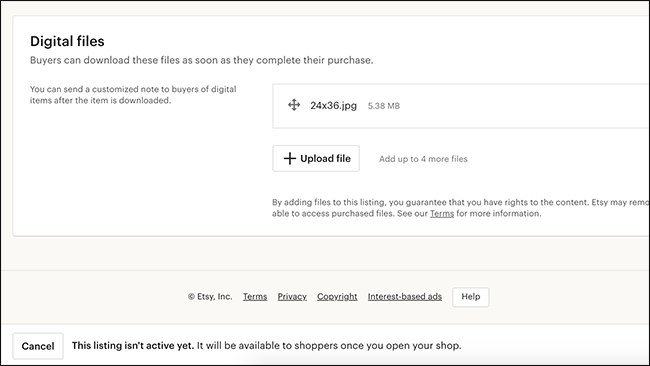 Digital files
Buyers can download these files as soon as they complete their purchase.
You can send a customized note to buyers of digital
items after the item is downloaded.
24x36.jpg 5.38 MB
+ Upload file Add up to 4 more files
By adding files to this listing, you guarantee that you have rights to the content. Etsy may remo
able to access purchased files. See our Terms for more information.
© Etsy, Inc. Terms Privacy Copyright Interest-based ads Help
Cancel This listing isn't active yet. It will be available to shoppers once you open your shop.